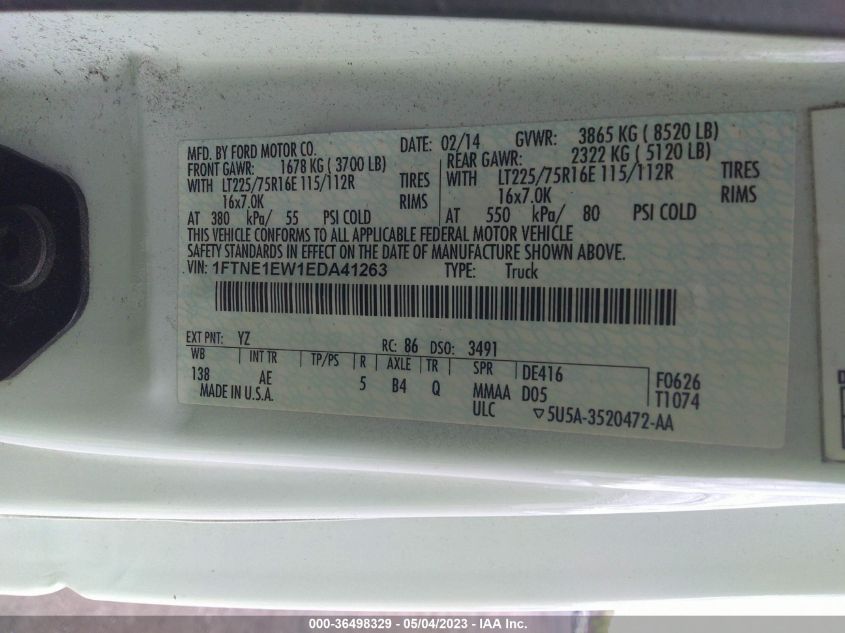 MFD. BY FORD MOTOR CO. DATE: 02/14 GVWR: 3865 KG ( 8520 LB)
FRONT GAWR: 1678 KG ( 3700 LB) REAR GAWR: 2322 KG ( 5120 LB)
WITH LT225/75R16E 115/112R TIRES WITH LT225/75R16E 115/112R TIRES
16x7.0K RIMS 16x7.0K RIMS
AT 380 kPa/ 55 PSI COLD AT 550 kPa/ 80 PSI COLD
THIS VEHICLE CONFORMS TO ALL APPLICABLE FEDERAL MOTOR VEHICLE
SAFETY STANDARDS IN EFFECT ON THE DATE OF MANUFACTURE SHOWN ABOVE.
VIN: 1FTNE1EW1EDA41263 TYPE: Truck
EXT PNT: YZ RC: 86 DSO: 3491
WB INT TR TP/PS R AXLE TR SPR DE416 F0626
138 AE 5 B4 Q MMAA D05 T1074
MADE IN U.S.A. ULC ▽5U5A-3520472-AA
000-36498329 - 05/04/2023 - IAA Inc.